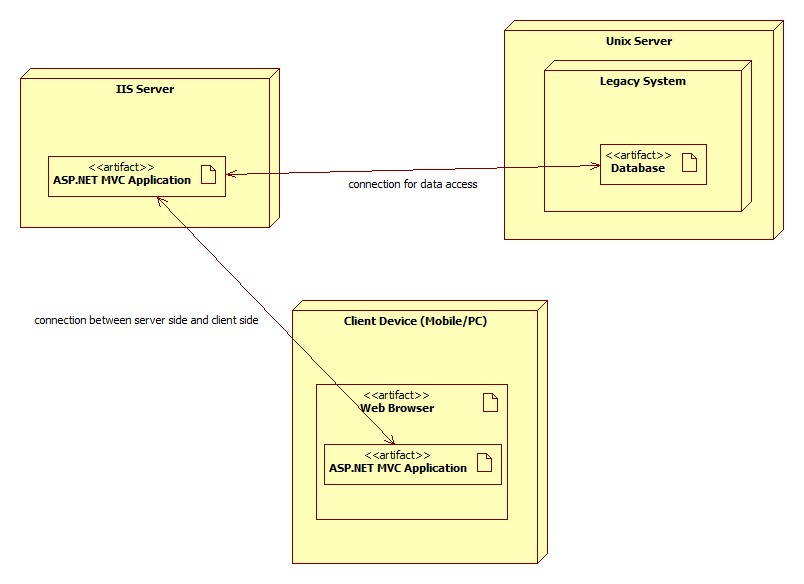 Unix Server
Legacy System
IIS Server
<<artifact>>
ASP.NET MVC Application
<<artifact>>
Database
connection for data access
connection between server side and client side
Client Device (Mobile/PC)
<<artifact>>
Web Browser
<<artifact>>
ASP.NET MVC Application